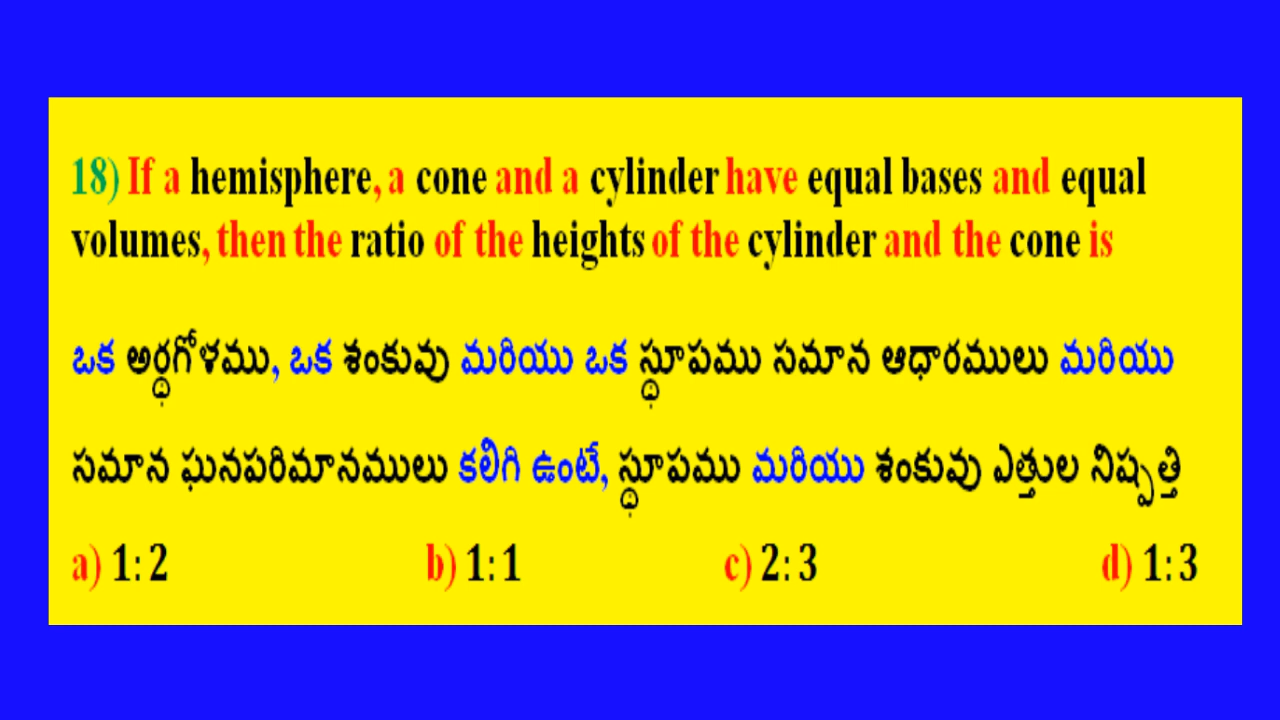 18) If a hemisphere, a cone and a cylinder have equal bases and equal
volumes, then the ratio of the heights of the cylinder and the cone is
ఒక అర్ధగోళము, ఒక శంకువు మరియు ఒక స్థూపము సమాన ఆధారములు మరియు
సమాన ఘనపరిమానములు కలిగి ఉంటే, స్థూపము మరియు శంకువు ఎత్తుల నిష్పత్తి
a) 1:2 b) 1:1 c) 2:3 d) 1:3